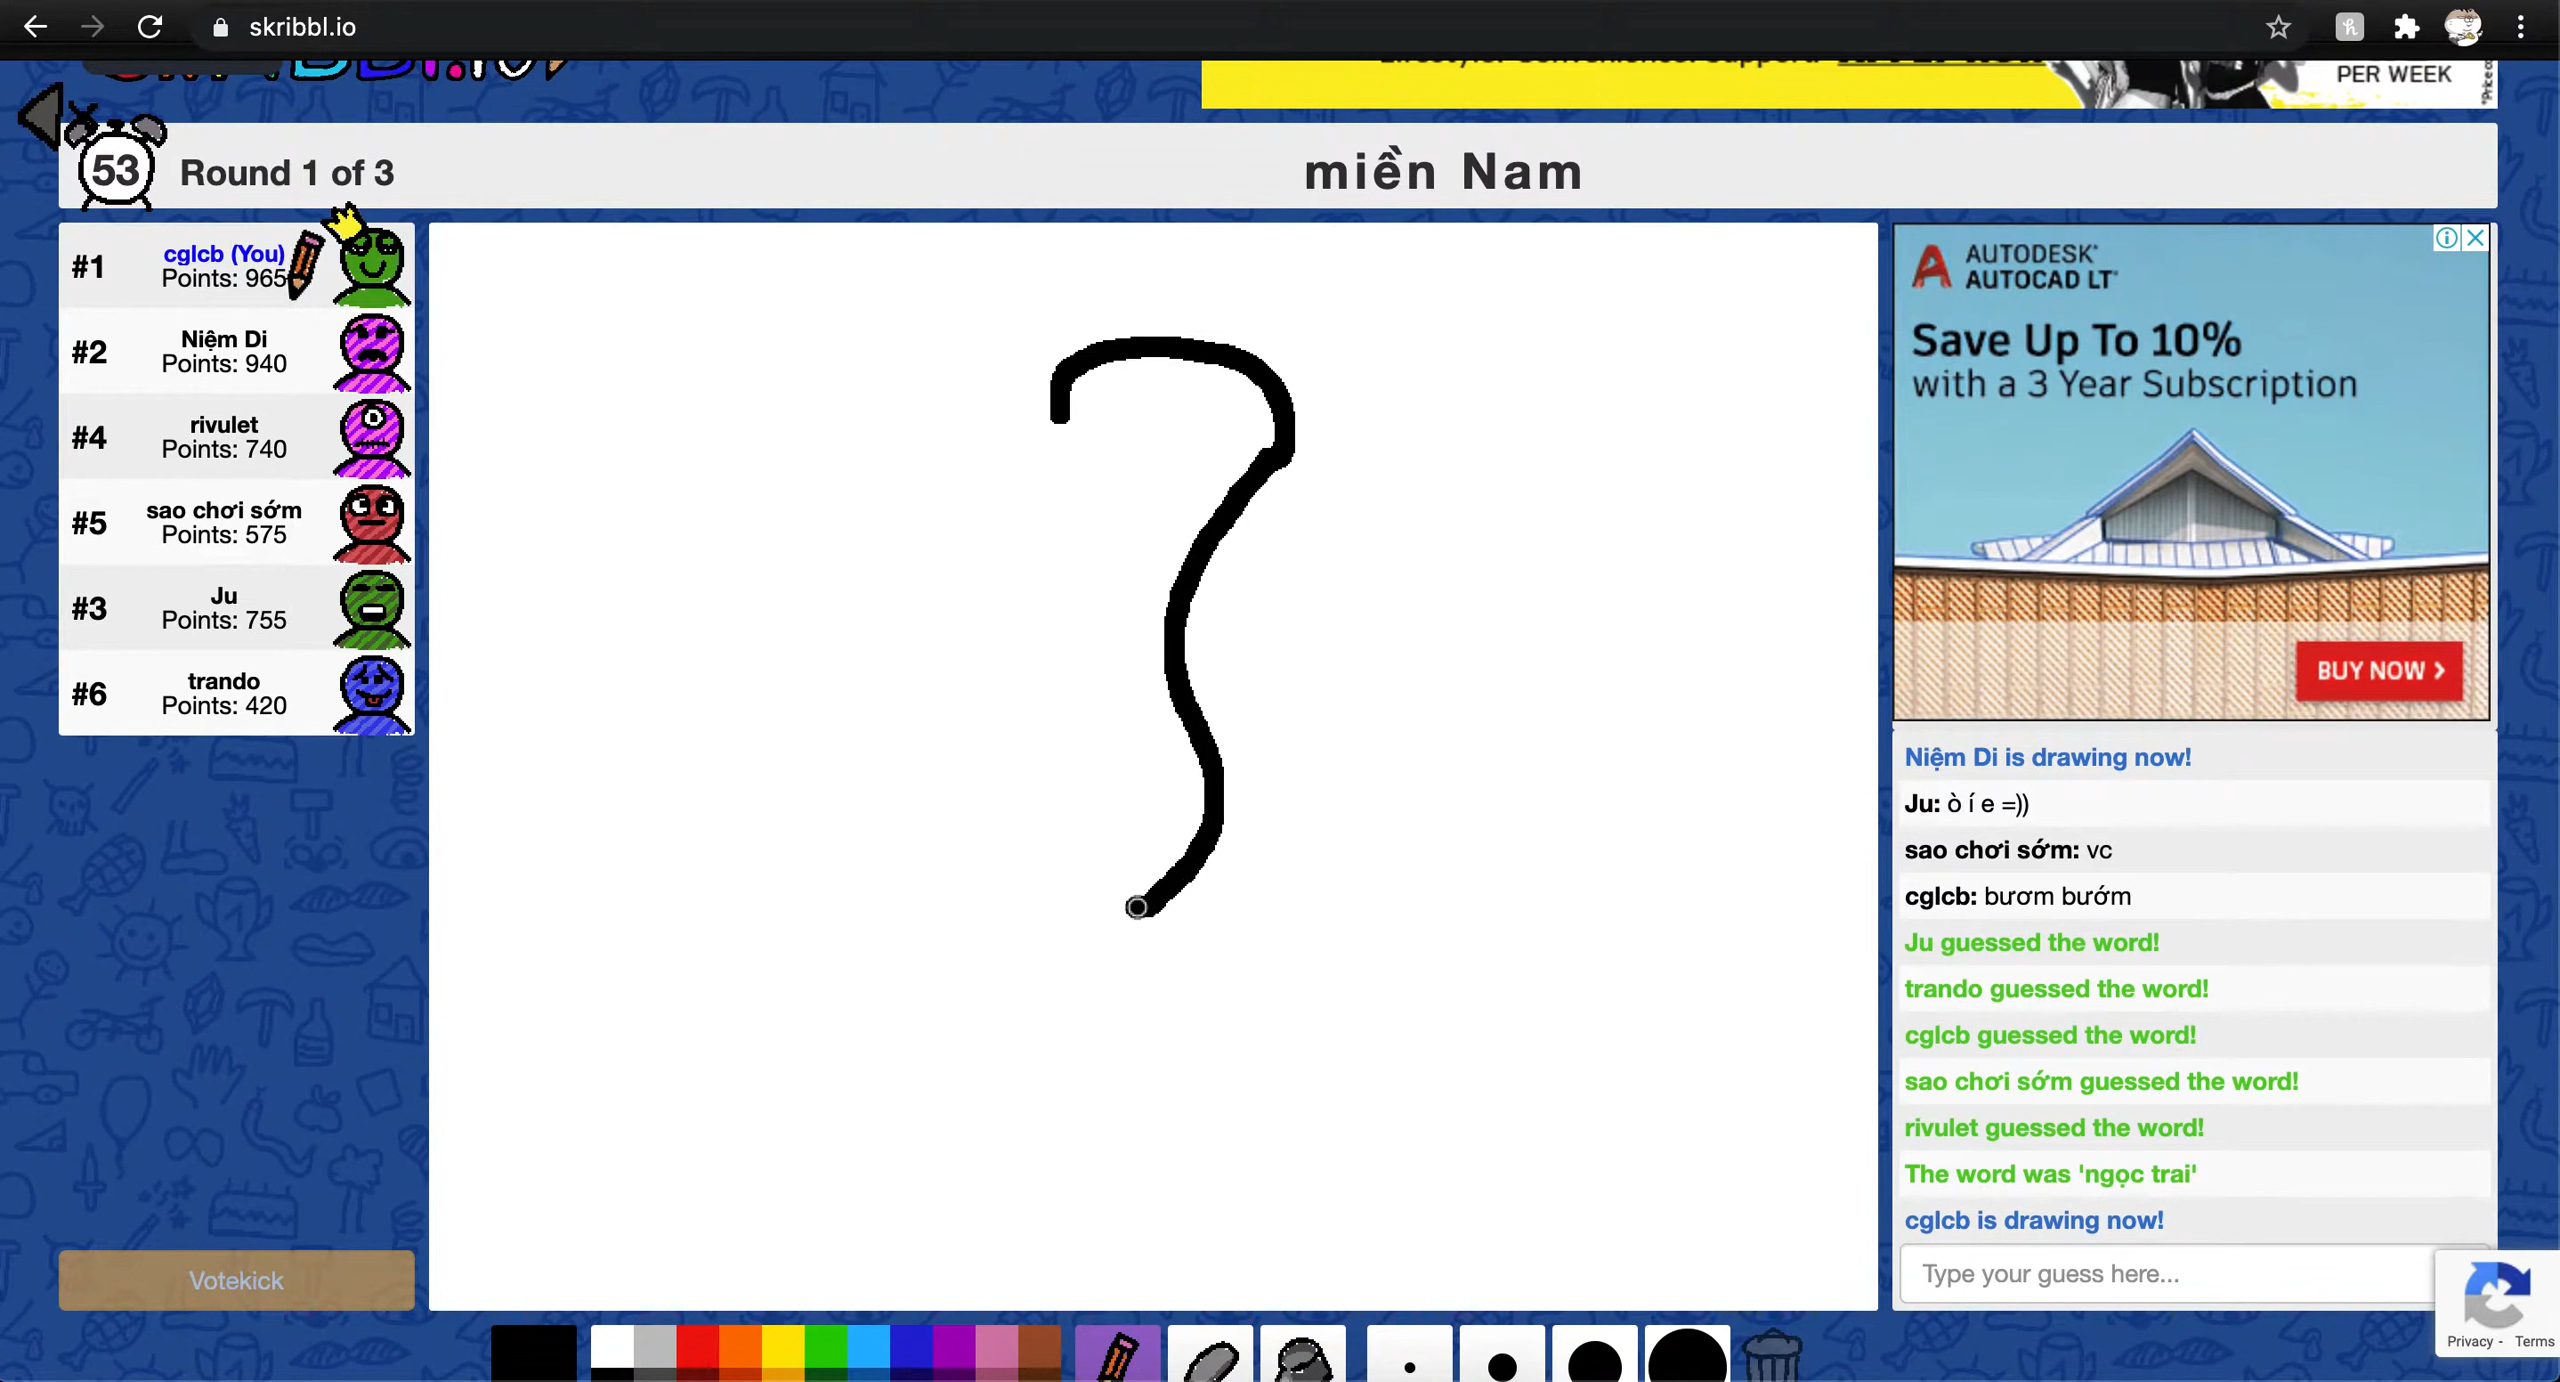 skribbl.io
PER WEEK
53
Round 1 of 3
miền Nam
#1
cglcb (You)
Points: 965
#2
Niệm Di
Points: 940
#4
rivulet
Points: 740
#5
sao chơi sớm
Points: 575
#3
Ju
Points: 755
#6
trando
Points: 420
Votekick
AUTODESK
AUTOCAD LT
Save Up To 10%
with a 3 Year Subscription
BUY NOW >
Niệm Di is drawing now!
Ju: ò í e =))
sao chơi sớm: vc
cglcb: bươm bướm
Ju guessed the word!
trando guessed the word!
cglcb guessed the word!
sao chơi sớm guessed the word!
rivulet guessed the word!
The word was 'ngọc trai'
cglcb is drawing now!
Type your guess here...
Privacy - Terms